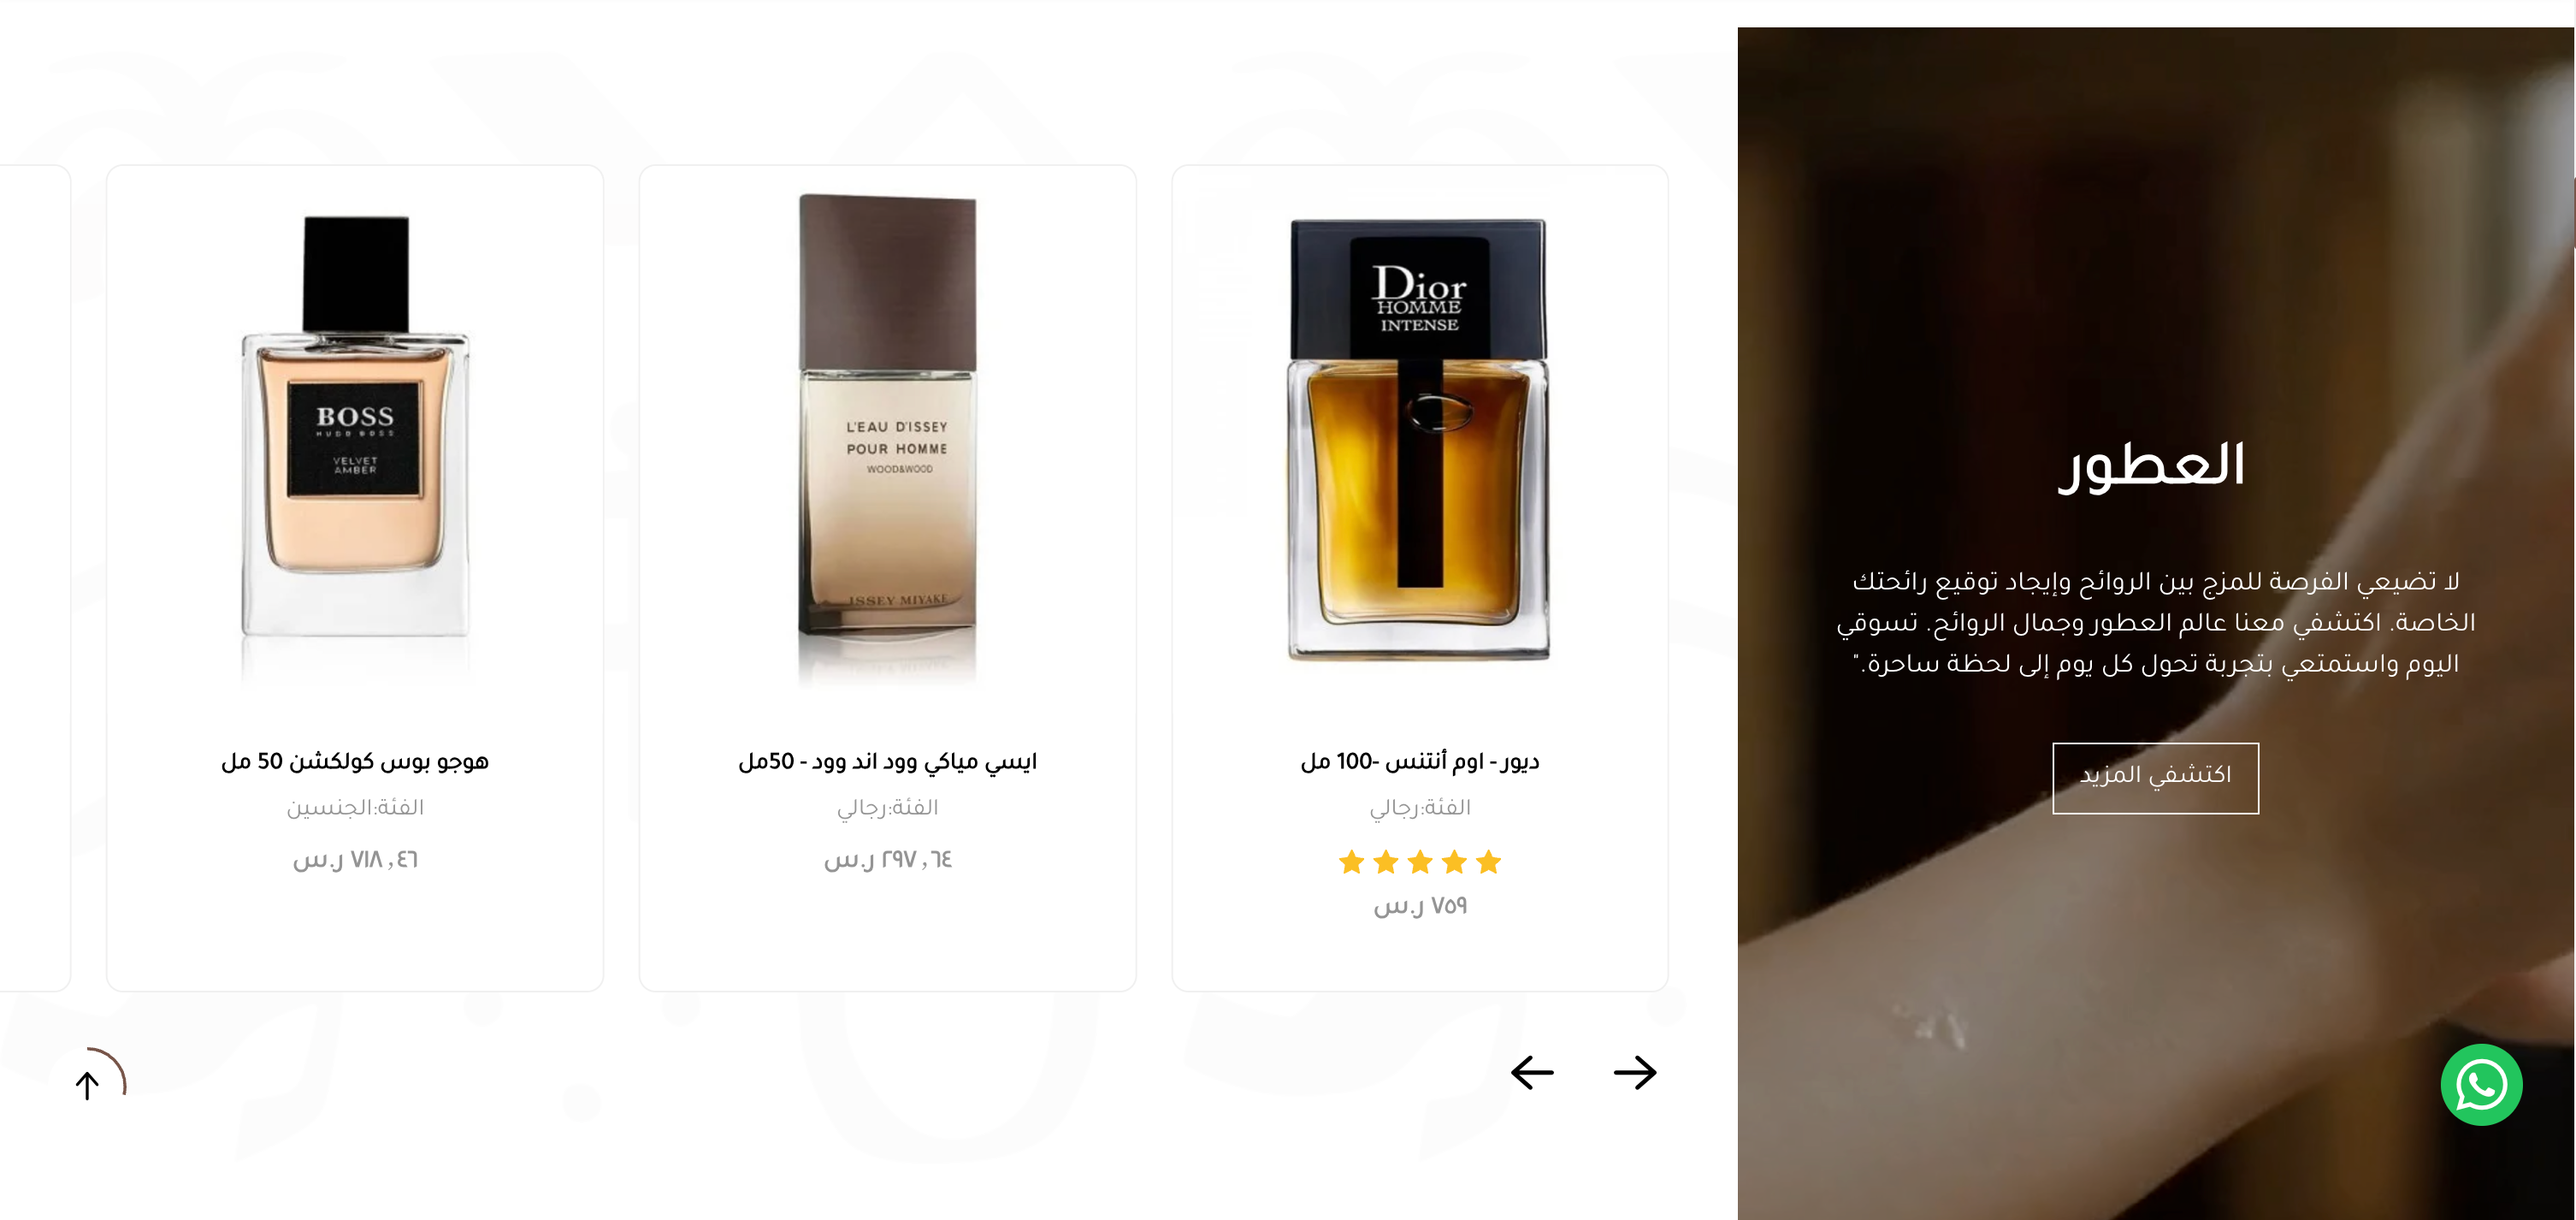 العطور
لا تضيعي الفرصة للمزج بين الروائح وإيجاد توقيع رائحتك
الخاصة. اكتشفي معنا عالم العطور وجمال الروائح. تسوقي
اليوم واستمتعي بتجربة تحول كل يوم إلى لحظة ساحرة."
اكتشفي المزيد
Dior
HOMME
INTENSE
ديور - اوم أنتنس -100 مل
الفئة:رجالي
٧٥٩ ر.س
L'EAU D'ISSEY
POUR HOMME
WOOD&WOOD
ISSEY MIYAKE
ايسي مياكي وود اند وود - 50مل
الفئة:رجالي
٢٩٧,٦٤ ر.س
BOSS
HUGO BOSS
VELVET
AMBER
هوجو بوس كولكشن 50 مل
الفئة:الجنسين
٧١٨,٤٦ ر.س